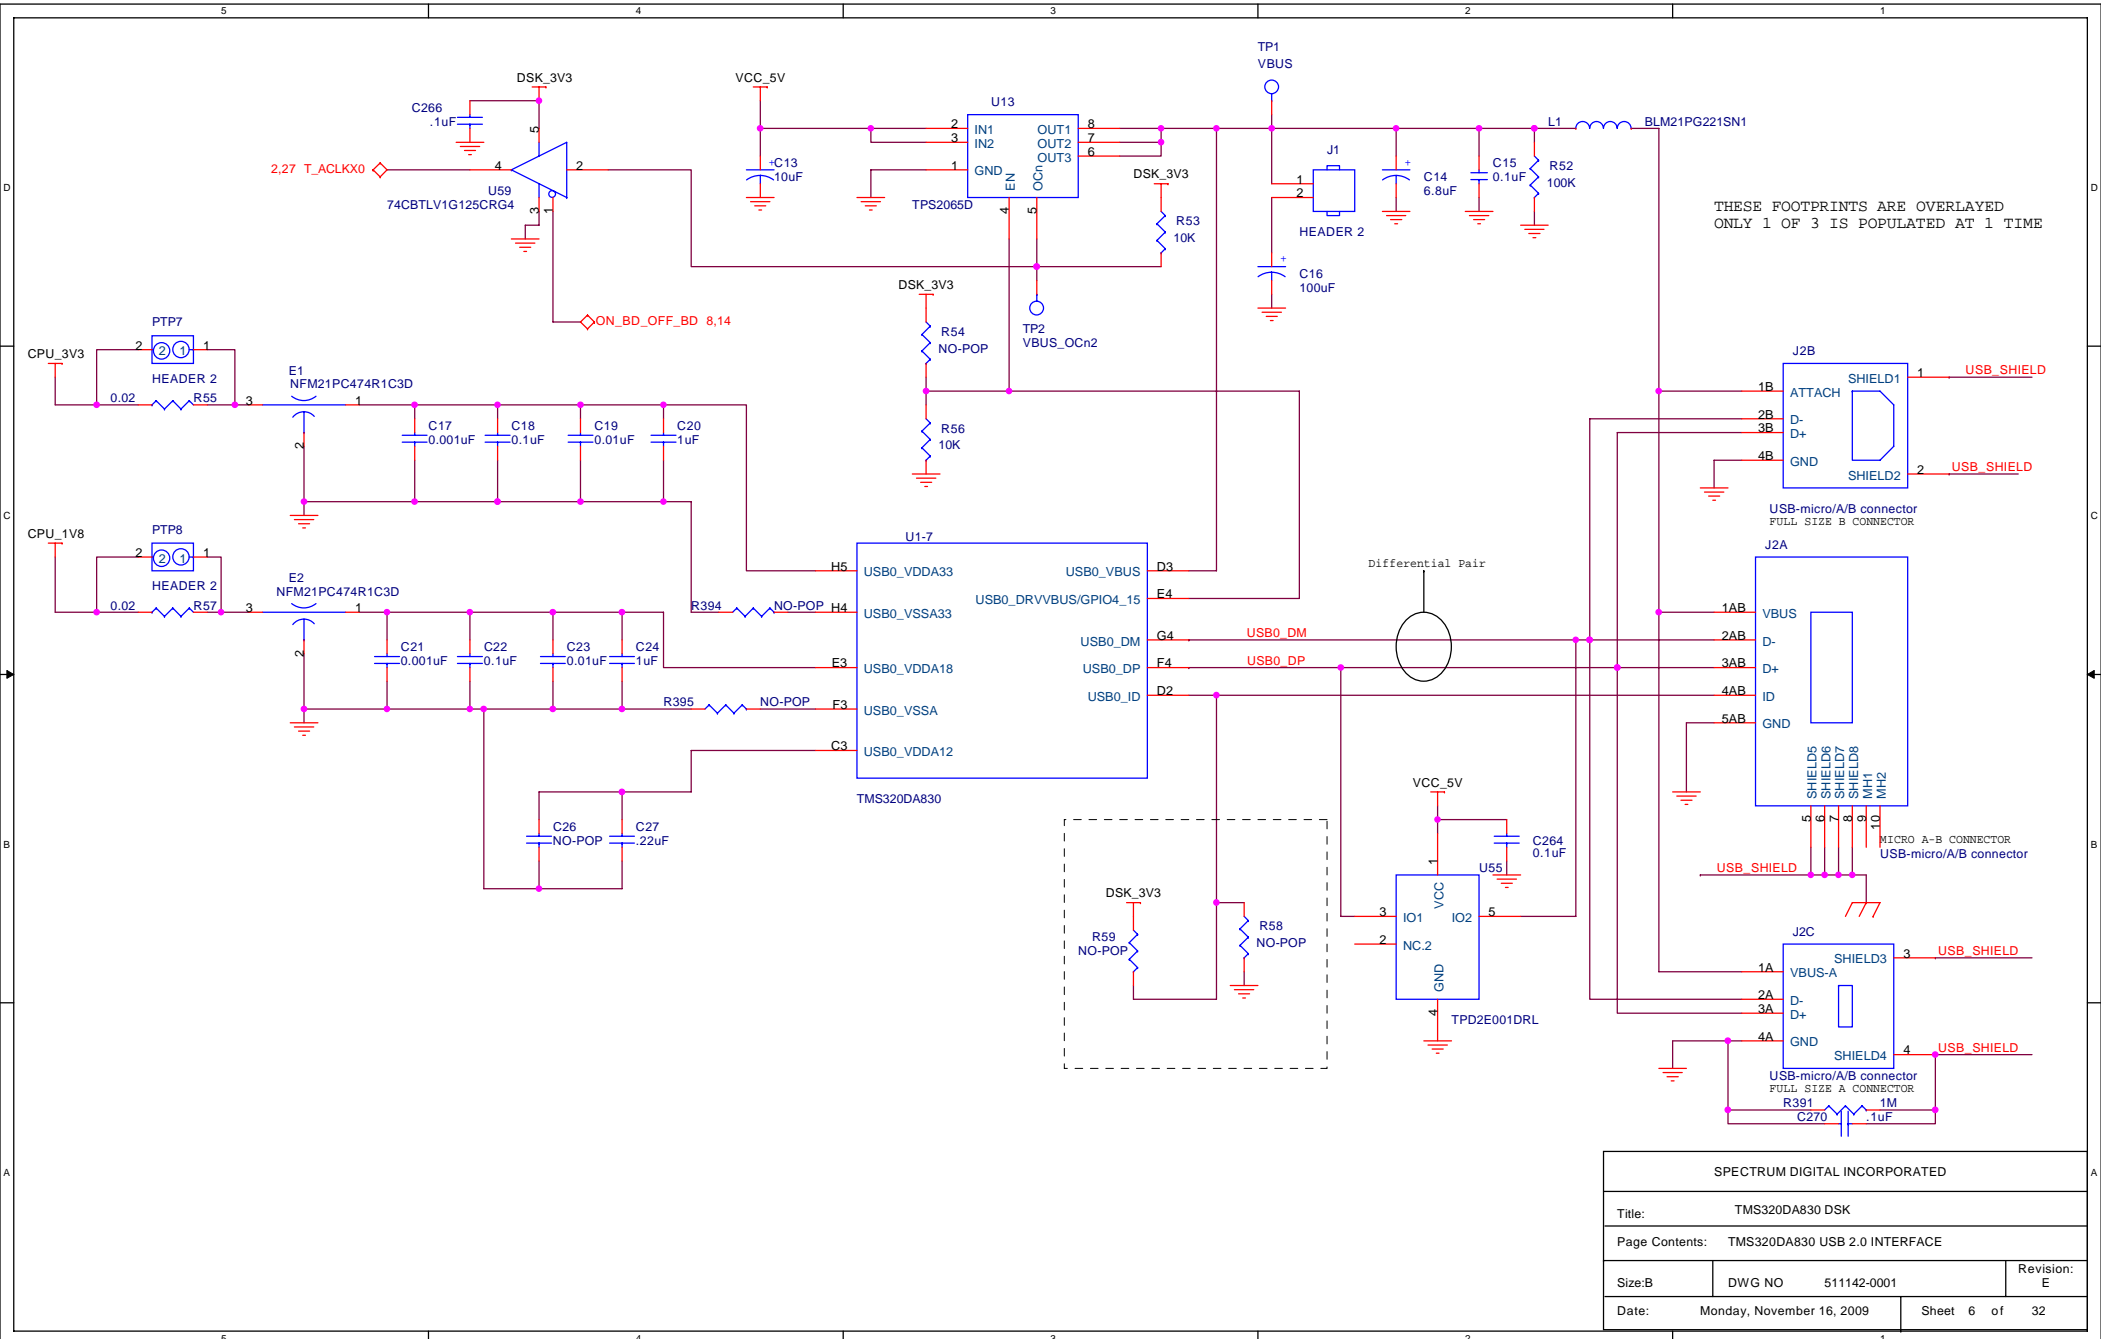 5 4 3 2 1
TP1
VBUS
DSK_3V3
VCC_5V
C266
.1uF
5
U13
2 IN1 OUT1 8
3 IN2 OUT2 7
OUT3 6
1 GND
EN
OCn
4 5
TPS2065D
L1 BLM21PG221SN1
2,27 T_ACLKX0
4 2
U59
74CBTLV1G125CRG4
3 1
+
C13
10uF
DSK_3V3
R53
10K
J1
1
2
HEADER 2
+
C14
6.8uF
C15
0.1uF
R52
100K
D D
THESE FOOTPRINTS ARE OVERLAYED
ONLY 1 OF 3 IS POPULATED AT 1 TIME
+
C16
100uF
DSK_3V3
R54
NO-POP
TP2
VBUS_OCn2
ON_BD_OFF_BD 8,14
PTP7
2 2 1 1
CPU_3V3
HEADER 2
0.02 R55
E1
NFM21PC474R1C3D
3 1
2
C17
0.001uF
C18
0.1uF
C19
0.01uF
C20
1uF
R56
10K
J2B
SHIELD1 1 USB_SHIELD
1B ATTACH
2B D-
3B D+
4B GND
SHIELD2 2 USB_SHIELD
USB-micro/A/B connector
FULL SIZE B CONNECTOR
C C
CPU_1V8
PTP8
2 2 1 1
HEADER 2
0.02 R57
E2
NFM21PC474R1C3D
3 1
2
C21
0.001uF
C22
0.1uF
C23
0.01uF
C24
1uF
R394 NO-POP
R395 NO-POP
U1-7
H5 USB0_VDDA33
H4 USB0_VSSA33
E3 USB0_VDDA18
F3 USB0_VSSA
C3 USB0_VDDA12
USB0_VBUS D3
USB0_DRVVBUS/GPIO4_15 E4
USB0_DM G4 USB0_DM
USB0_DP F4 USB0_DP
USB0_ID D2
TMS320DA830
Differential Pair
J2A
1AB VBUS
2AB D-
3AB D+
4AB ID
5AB GND
SHIELD5
SHIELD6
SHIELD7
SHIELD8
MH1
MH2
5 6 7 8 9 10
MICRO A-B CONNECTOR
USB-micro/A/B connector
USB_SHIELD
C26
NO-POP
C27
.22uF
B B
VCC_5V
C264
0.1uF
U55
1
VCC
3 IO1 IO2 5
2 NC.2
GND
4
TPD2E001DRL
DSK_3V3
R59
NO-POP
R58
NO-POP
J2C
SHIELD3 3 USB_SHIELD
1A VBUS-A
2A D-
3A D+
4A GND
SHIELD4 4 USB_SHIELD
USB-micro/A/B connector
FULL SIZE A CONNECTOR
R391 1M
C270 .1uF
A A
SPECTRUM DIGITAL INCORPORATED
Title: TMS320DA830 DSK
Page Contents: TMS320DA830 USB 2.0 INTERFACE
Size:B DWG NO 511142-0001 Revision: E
Date: Monday, November 16, 2009 Sheet 6 of 32
5 4 3 2 1